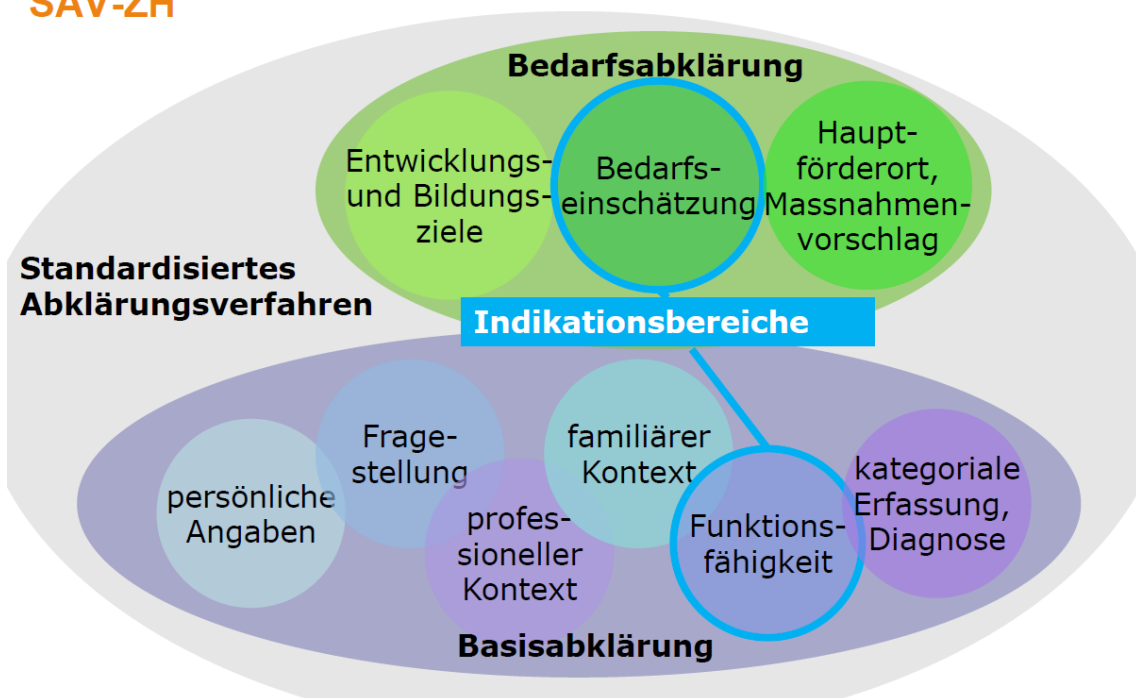 SAV-ZH
Bedarfsabklärung
Entwicklungs-
und Bildungs-
ziele
Bedarfs-
einschätzung
Haupt-
förderort,
Massnahmen-
vorschlag
Standardisiertes
Abklärungsverfahren
Indikationsbereiche
persönliche
Angaben
Frage-
stellung
profes-
sioneller
Kontext
familiärer
Kontext
Funktions-
fähigkeit
kategoriale
Erfassung,
Diagnose
Basisabklärung